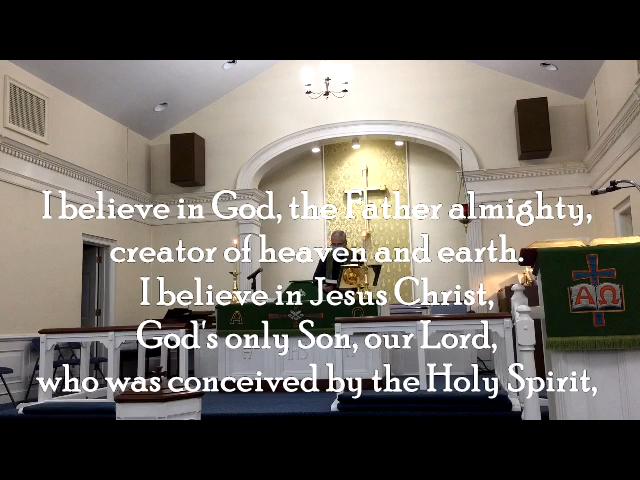 I believe in God, the Father almighty,
creator of heaven and earth.
I believe in Jesus Christ,
God's only Son, our Lord,
who was conceived by the Holy Spirit,
Α Ω
Α Ω